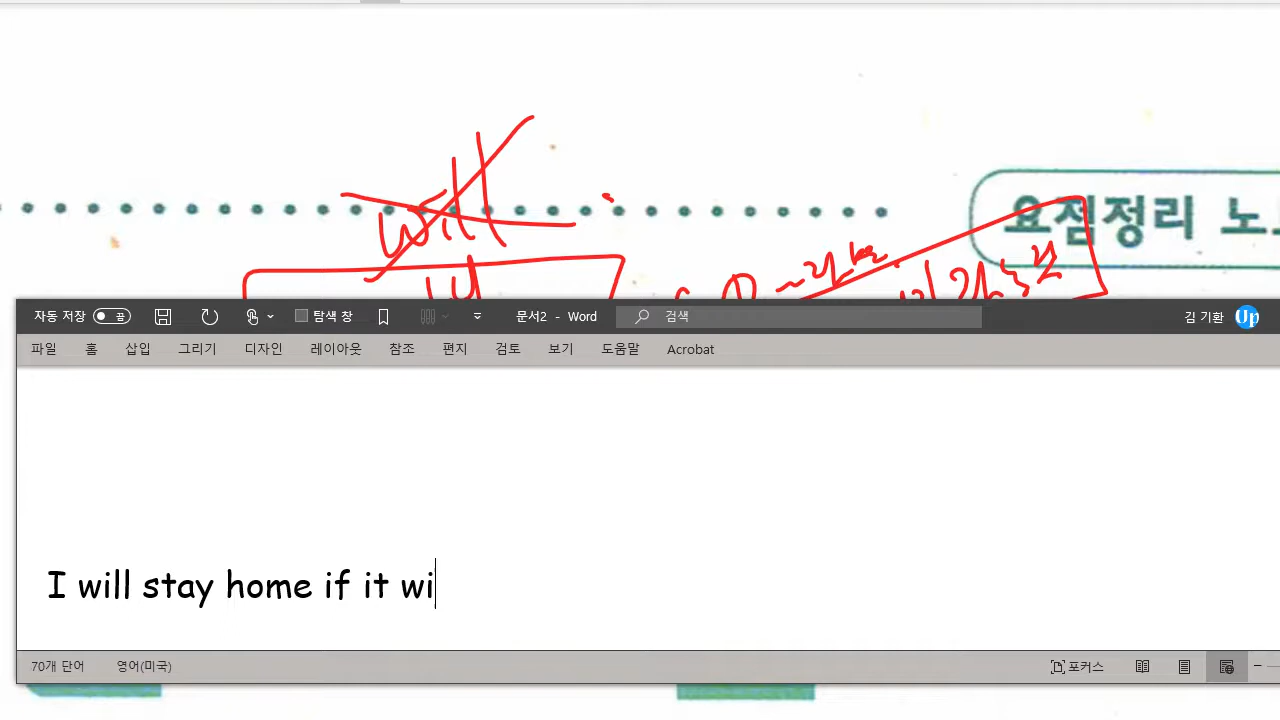 will
요점정리 노
자동 저장 끔 탐색 창 문서2 - Word 검색 김 기환 Up
파일 홈 삽입 그리기 디자인 레이아웃 참조 편지 검토 보기 도움말 Acrobat
I will stay home if it wi
70개 단어 영어(미국) 포커스